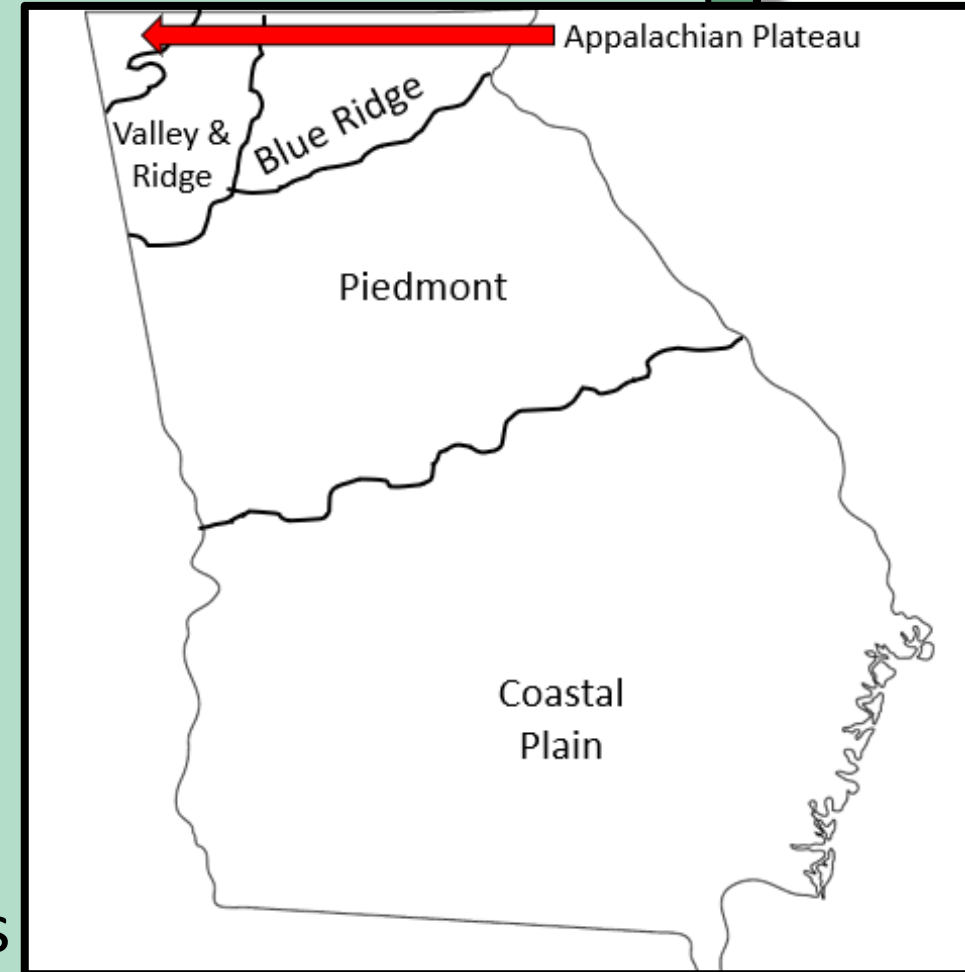 Appalachian Plateau
Valley &
Ridge
Blue Ridge
Piedmont
Coastal
Plain
s